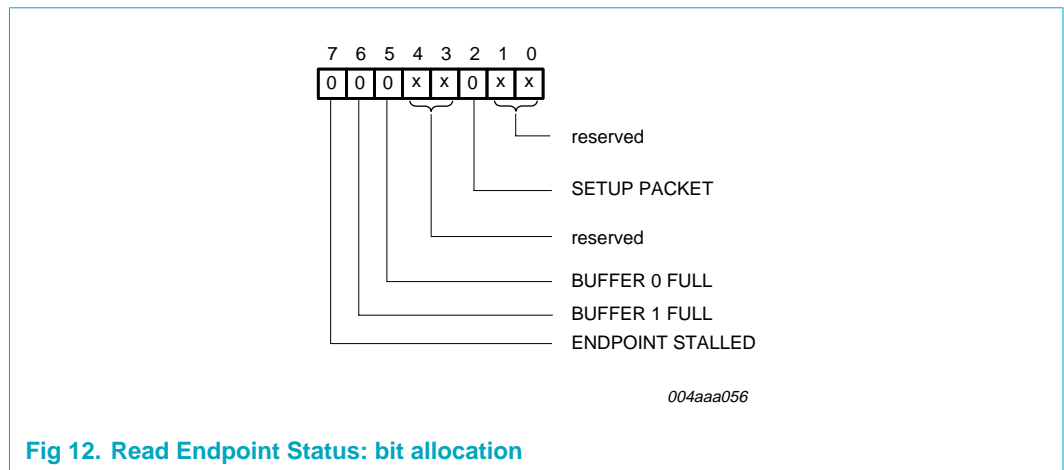 7 6 5 4 3 2 1 0
0 0 0 x x 0 x x
reserved
SETUP PACKET
reserved
BUFFER 0 FULL
BUFFER 1 FULL
ENDPOINT STALLED
004aaa056
Fig 12. Read Endpoint Status: bit allocation